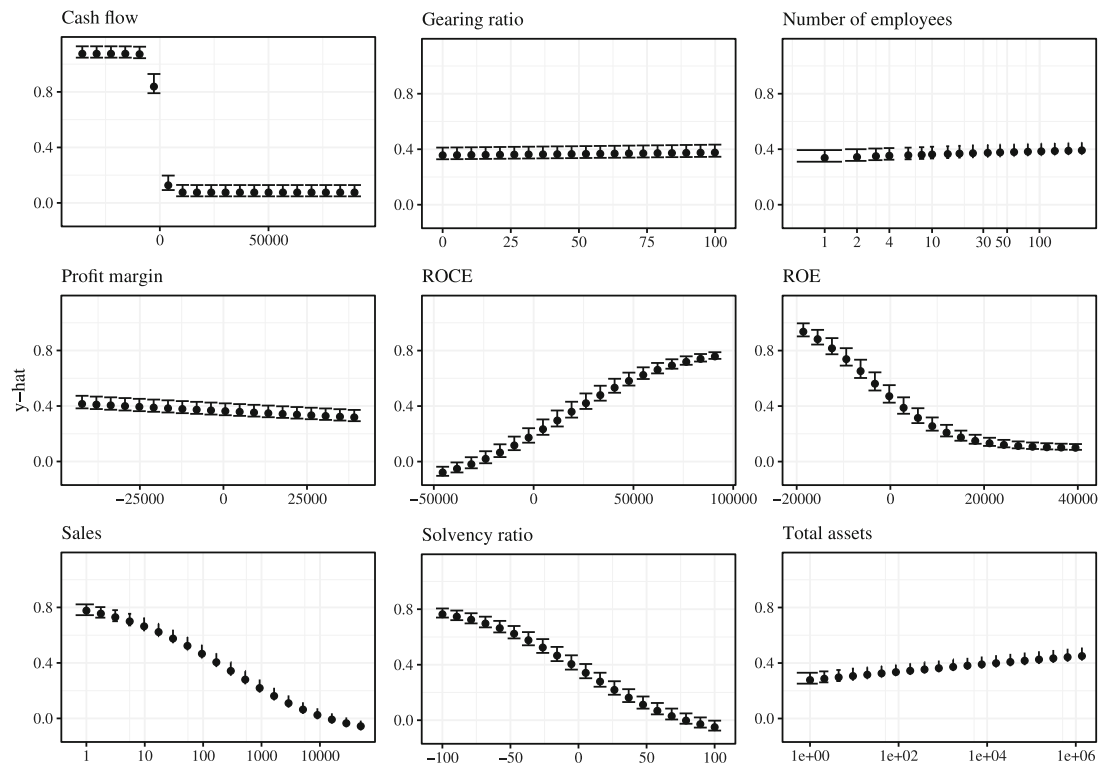 Cash flow Gearing ratio Number of employees
0.8 0.8 0.8
0.4 0.4 0.4
0.0 0.0 0.0
0 50000 0 25 50 75 100 1 2 4 10 30 50 100
Profit margin ROCE ROE
0.8 0.8 0.8
0.4 0.4 0.4
0.0 0.0 0.0
−25000 0 25000 −50000 0 50000 100000 −20000 0 20000 40000
y−hat
Sales Solvency ratio Total assets
0.8 0.8 0.8
0.4 0.4 0.4
0.0 0.0 0.0
1 10 100 1000 10000 −100 −50 0 50 100 1e+00 1e+02 1e+04 1e+06